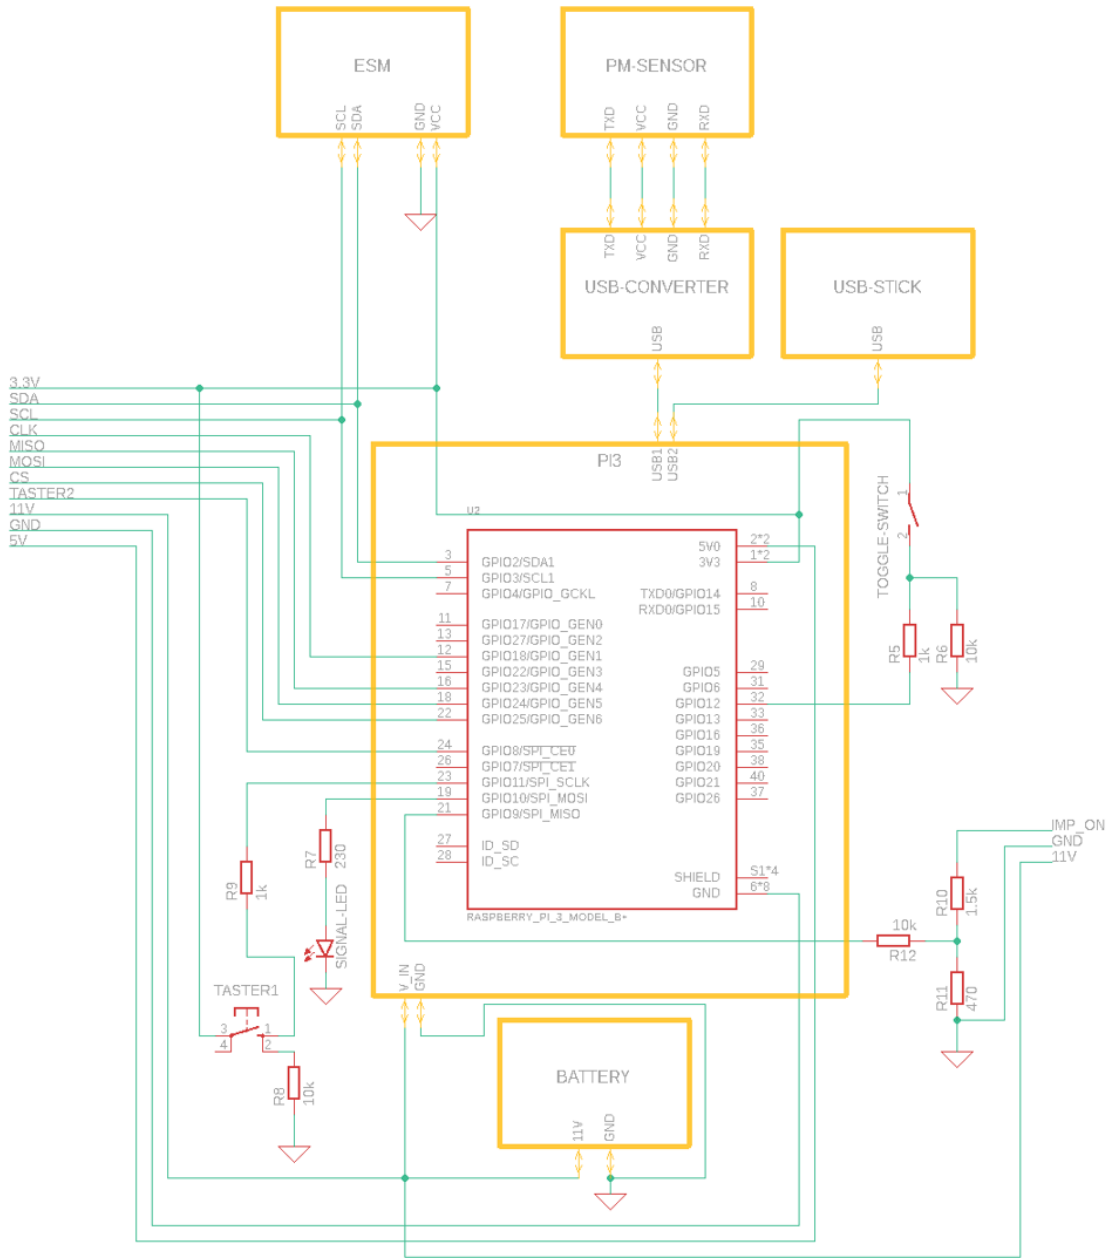 ESM
SCL
SDA
GND
VCC
PM-SENSOR
TXD
VCC
GND
RXD
TXD
VCC
GND
RXD
USB-CONVERTER
USB
USB-STICK
USB
3.3V
SDA
SCL
CLK
MISO
MOSI
CS
TASTER2
11V
GND
5V
PI3
USB1
USB2
U2
3 GPIO2/SDA1
5 GPIO3/SCL1
7 GPIO4/GPIO_GCKL
11 GPIO17/GPIO_GEN0
13 GPIO27/GPIO_GEN2
12 GPIO18/GPIO_GEN1
15 GPIO22/GPIO_GEN3
16 GPIO23/GPIO_GEN4
18 GPIO24/GPIO_GEN5
22 GPIO25/GPIO_GEN6
24 GPIO8/SPI_CE0
26 GPIO7/SPI_CE1
23 GPIO11/SPI_SCLK
19 GPIO10/SPI_MOSI
21 GPIO9/SPI_MISO
27 ID_SD
28 ID_SC
5V0 2*2
3V3 1*2
TXD0/GPIO14 8
RXD0/GPIO15 10
GPIO5 29
GPIO6 31
GPIO12 32
GPIO13 33
GPIO16 36
GPIO19 35
GPIO20 38
GPIO21 40
GPIO26 37
SHIELD S1*4
GND 6*8
RASPBERRY_PI_3_MODEL_B+
TOGGLE-SWITCH
1
2
R5
1k
R6
10k
IMP_ON
GND
11V
R10
1.5k
10k
R12
R11
470
R9
1k
R7
230
SIGNAL-LED
TASTER1
3 1
4 2
R8
10k
V_IN
GND
BATTERY
11V
GND